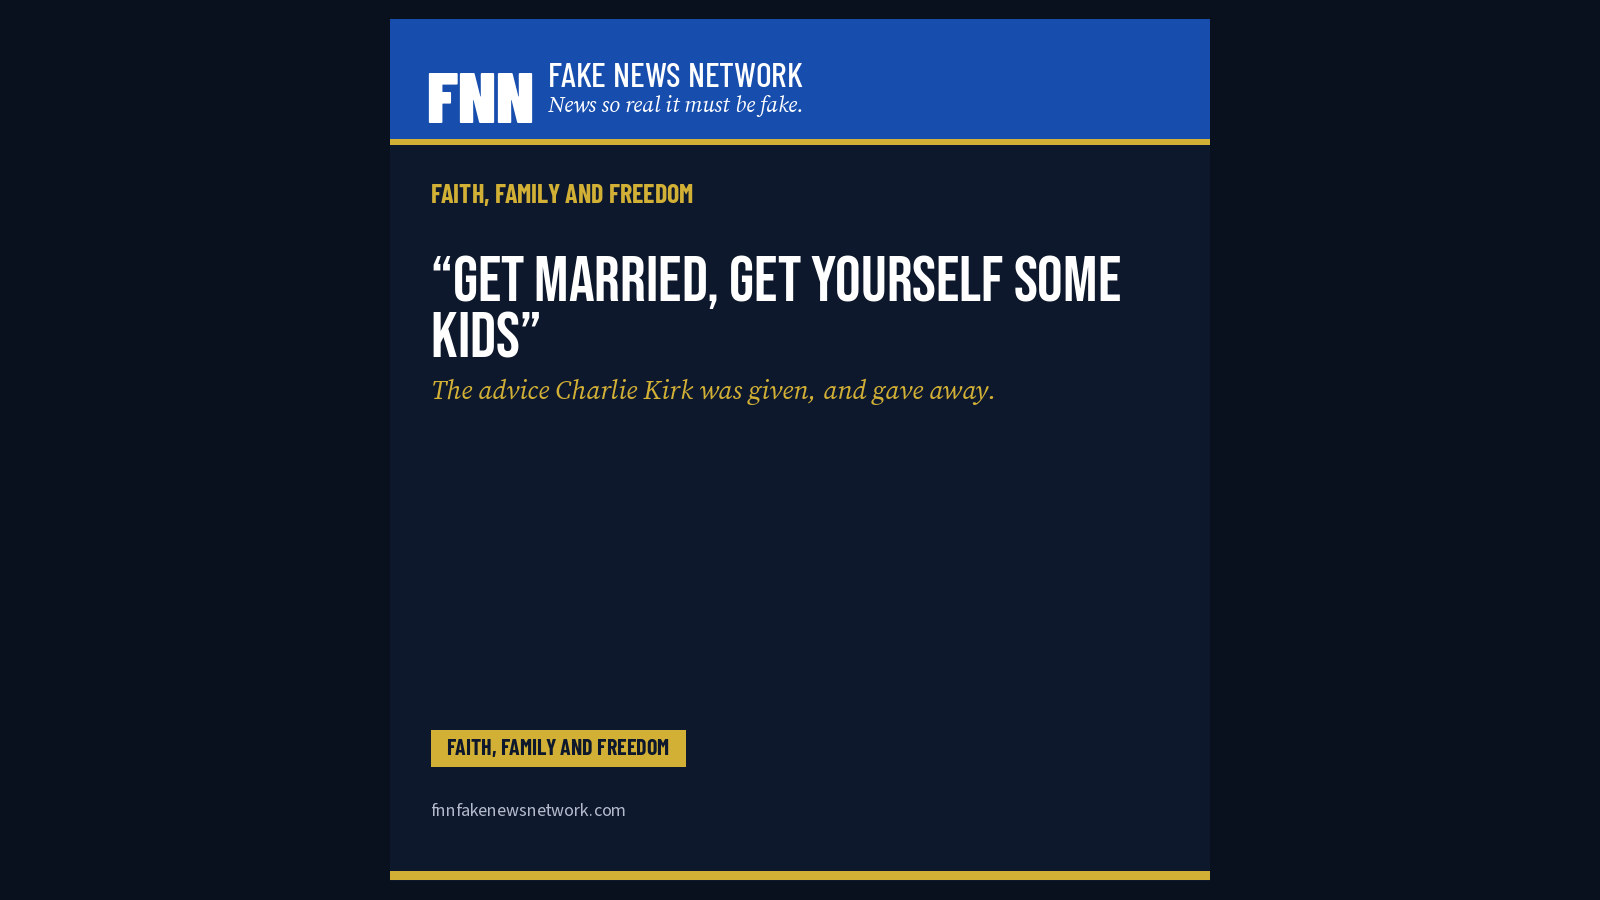 FNN
FAKE NEWS NETWORK
News so real it must be fake.
FAITH, FAMILY AND FREEDOM
“GET MARRIED, GET YOURSELF SOME
KIDS”
The advice Charlie Kirk was given, and gave away.
FAITH, FAMILY AND FREEDOM
fnnfakenewsnetwork.com